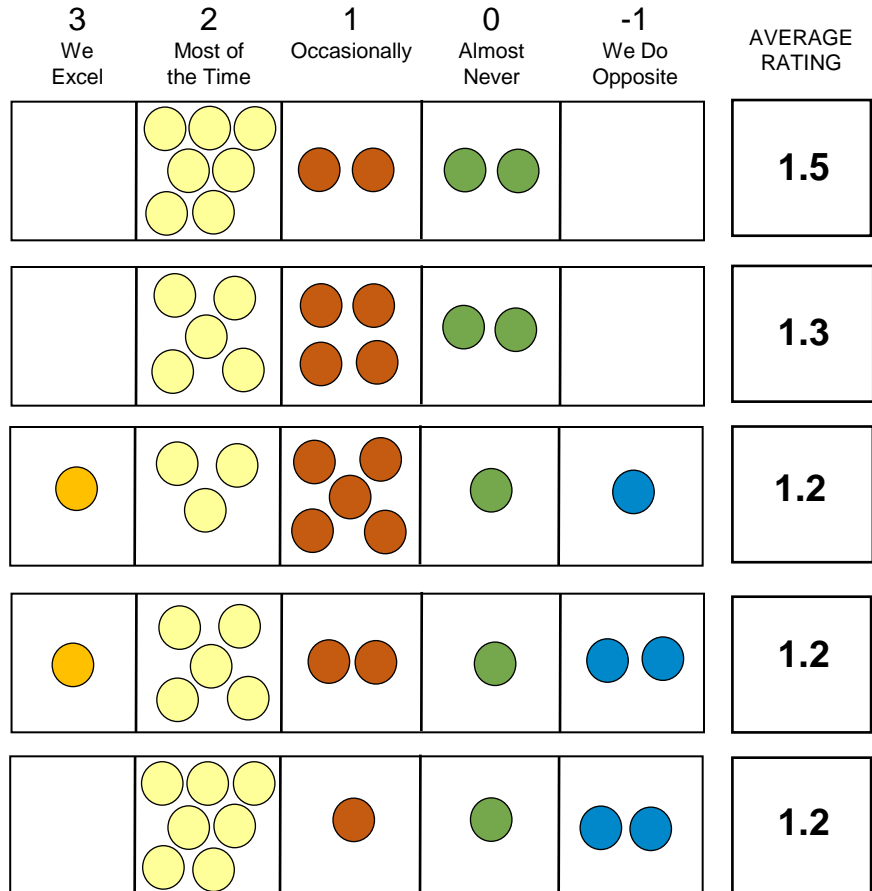 3 2 1 0 -1
We Excel
Most of the Time
Occasionally
Almost Never
We Do Opposite
AVERAGE RATING
1.5
1.3
1.2
1.2
1.2